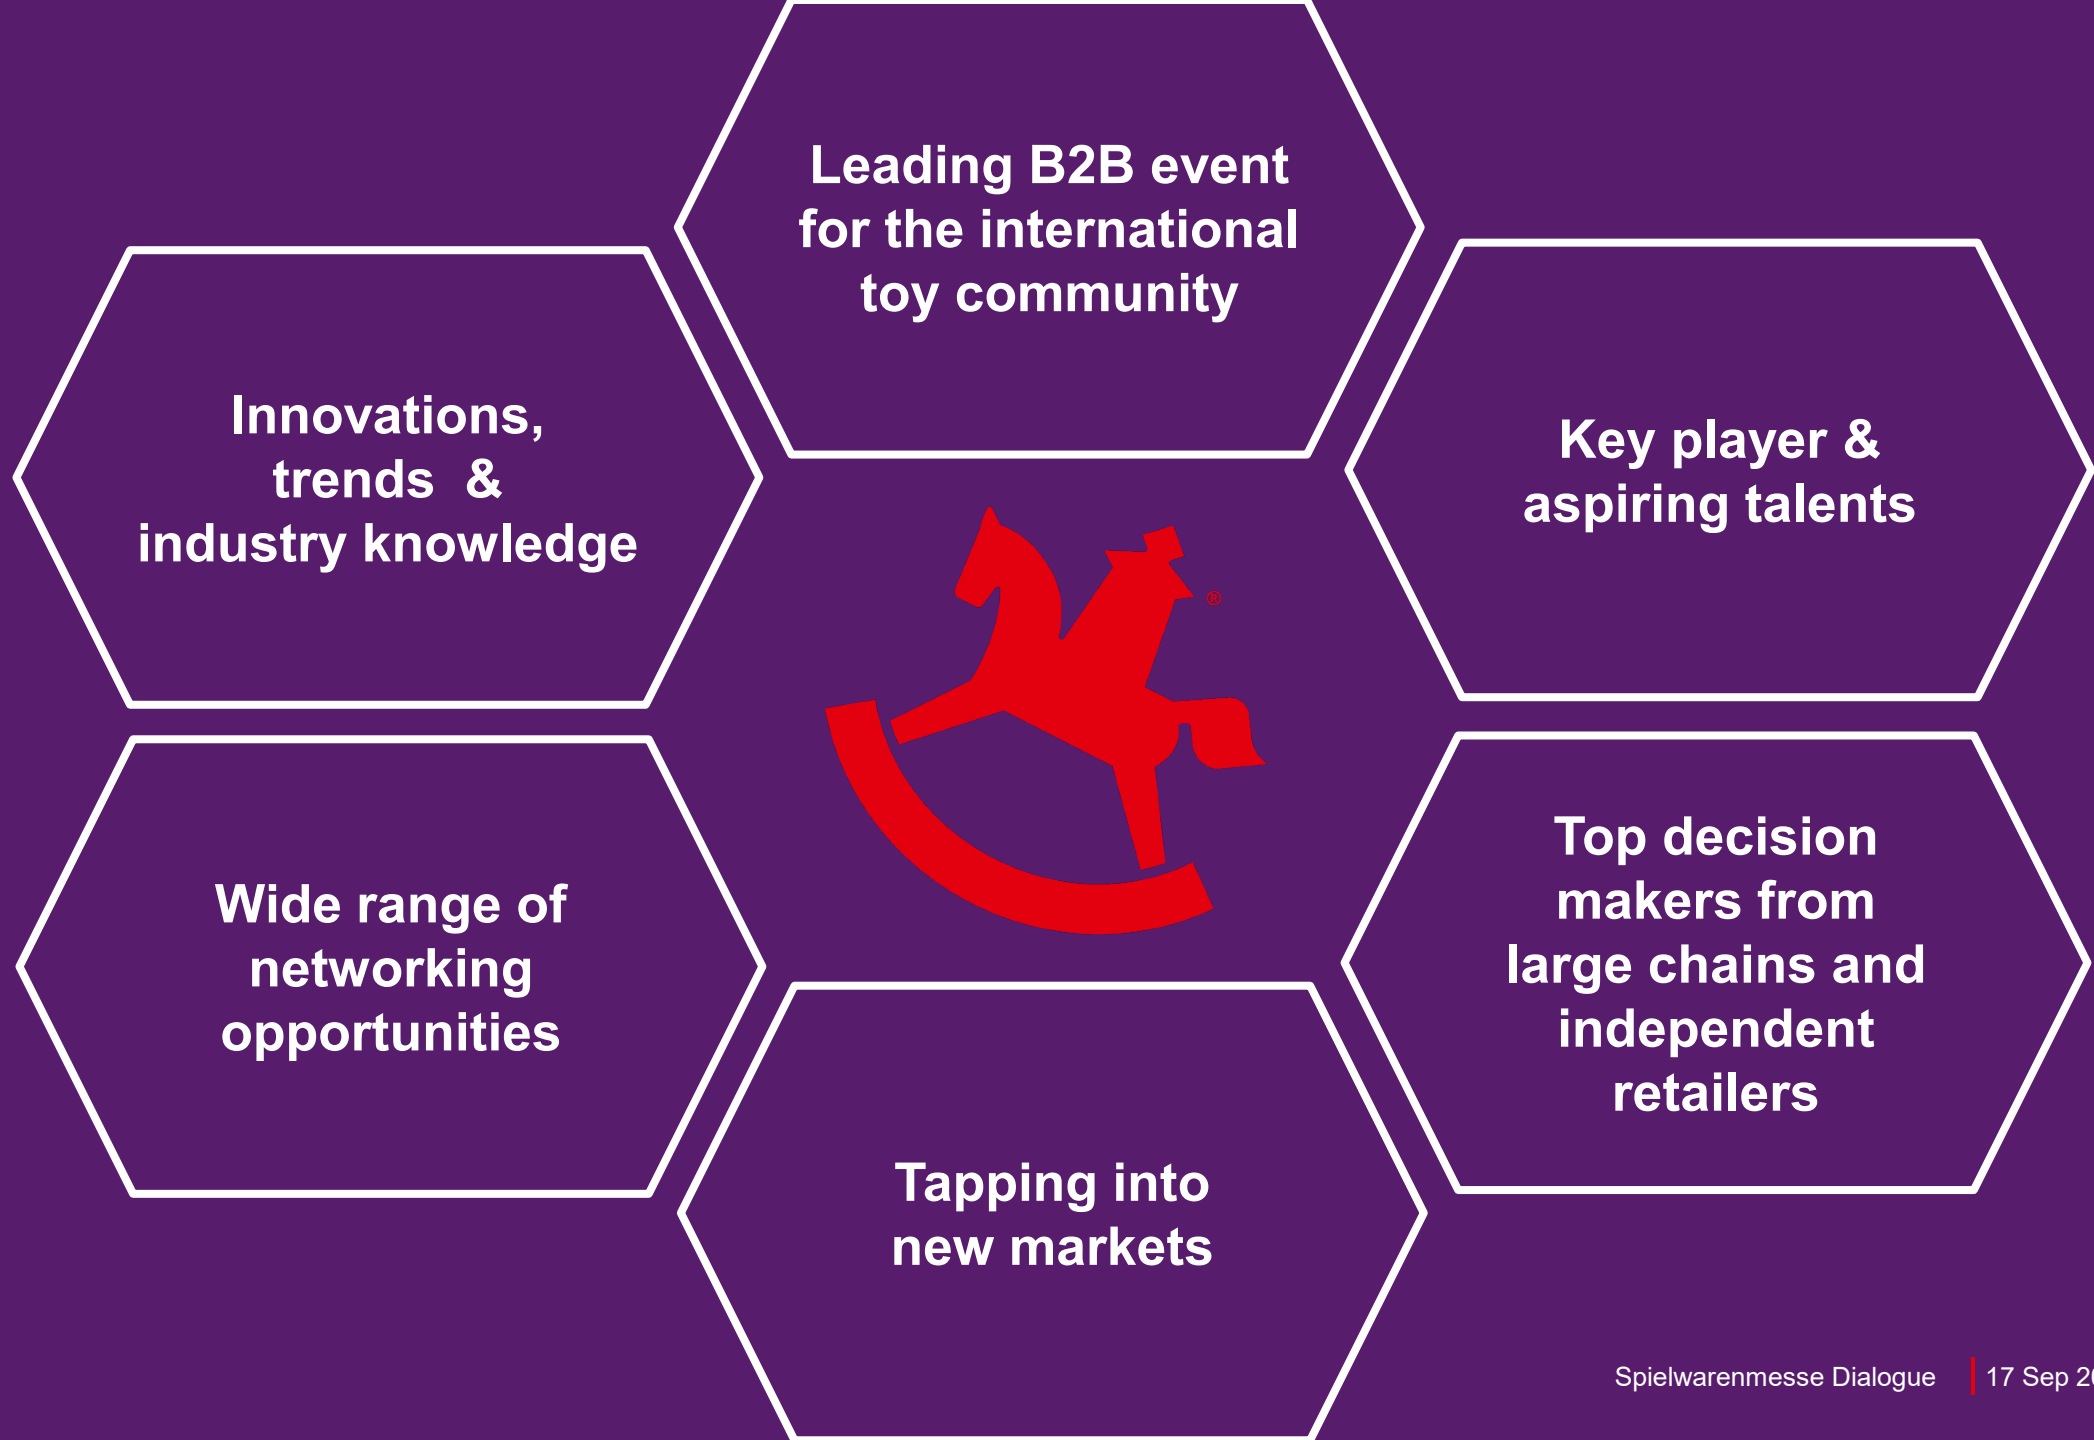 Leading B2B event
for the international
toy community
Innovations,
trends & 
industry knowledge
Key player &
aspiring talents
®
Wide range of
networking
opportunities
Top decision
makers from
large chains and
independent
retailers
Tapping into
new markets
Spielwarenmesse Dialogue
17 Sep